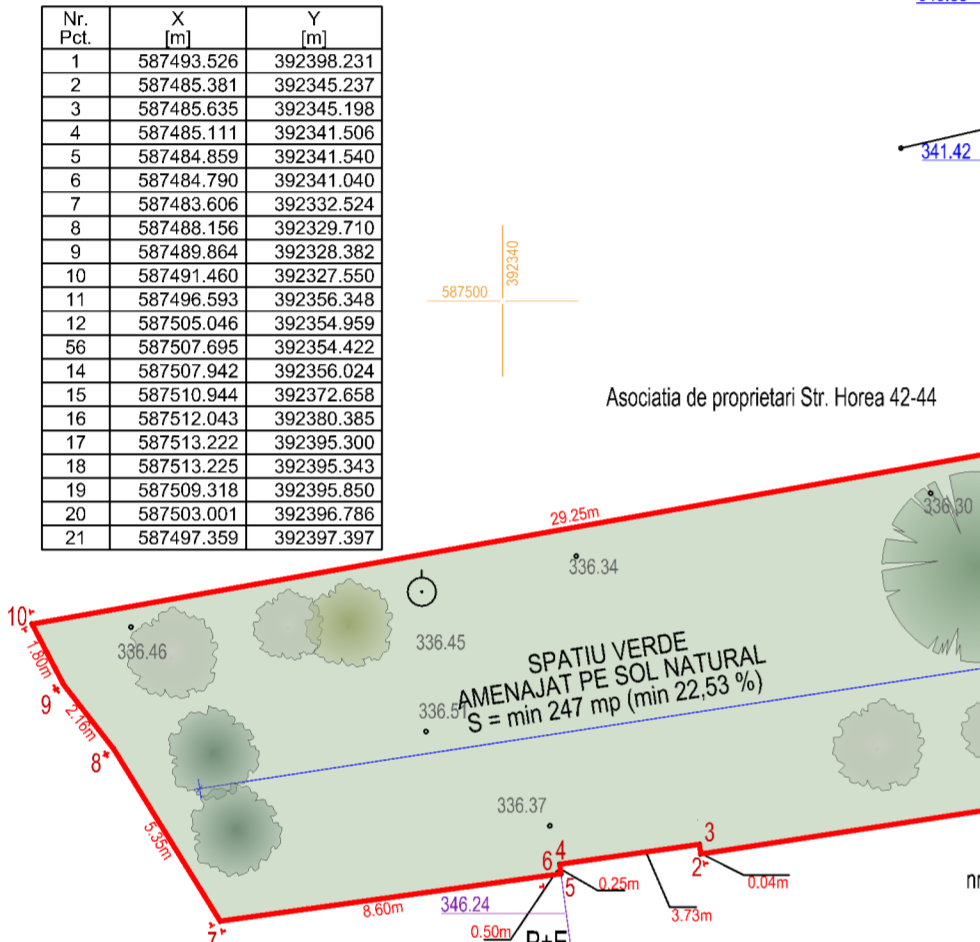 Nr. Pct. X [m] Y [m]
1 587493.526 392398.231
2 587485.381 392345.237
3 587485.635 392345.198
4 587485.111 392341.506
5 587484.859 392341.540
6 587484.790 392341.040
7 587483.606 392332.524
8 587488.156 392329.710
9 587489.864 392328.382
10 587491.460 392327.550
11 587496.593 392356.348
12 587505.046 392354.959
56 587507.695 392354.422
14 587507.942 392356.024
15 587510.944 392372.658
16 587512.043 392380.385
17 587513.222 392395.300
18 587513.225 392395.343
19 587509.318 392395.850
20 587503.001 392396.786
21 587497.359 392397.397
341.42
392340
587500
Asociatia de proprietari Str. Horea 42-44
29.25m
336.30
336.34
10
336.46
336.45
1.80m
9
2.16m
8
SPATIU VERDE
AMENAJAT PE SOL NATURAL
S = min 247 mp (min 22,53 %)
336.51
336.37
5.35m
3
2
4
6
5
0.25m
0.04m
8.60m
346.24
3.73m
0.50m
7
P+E